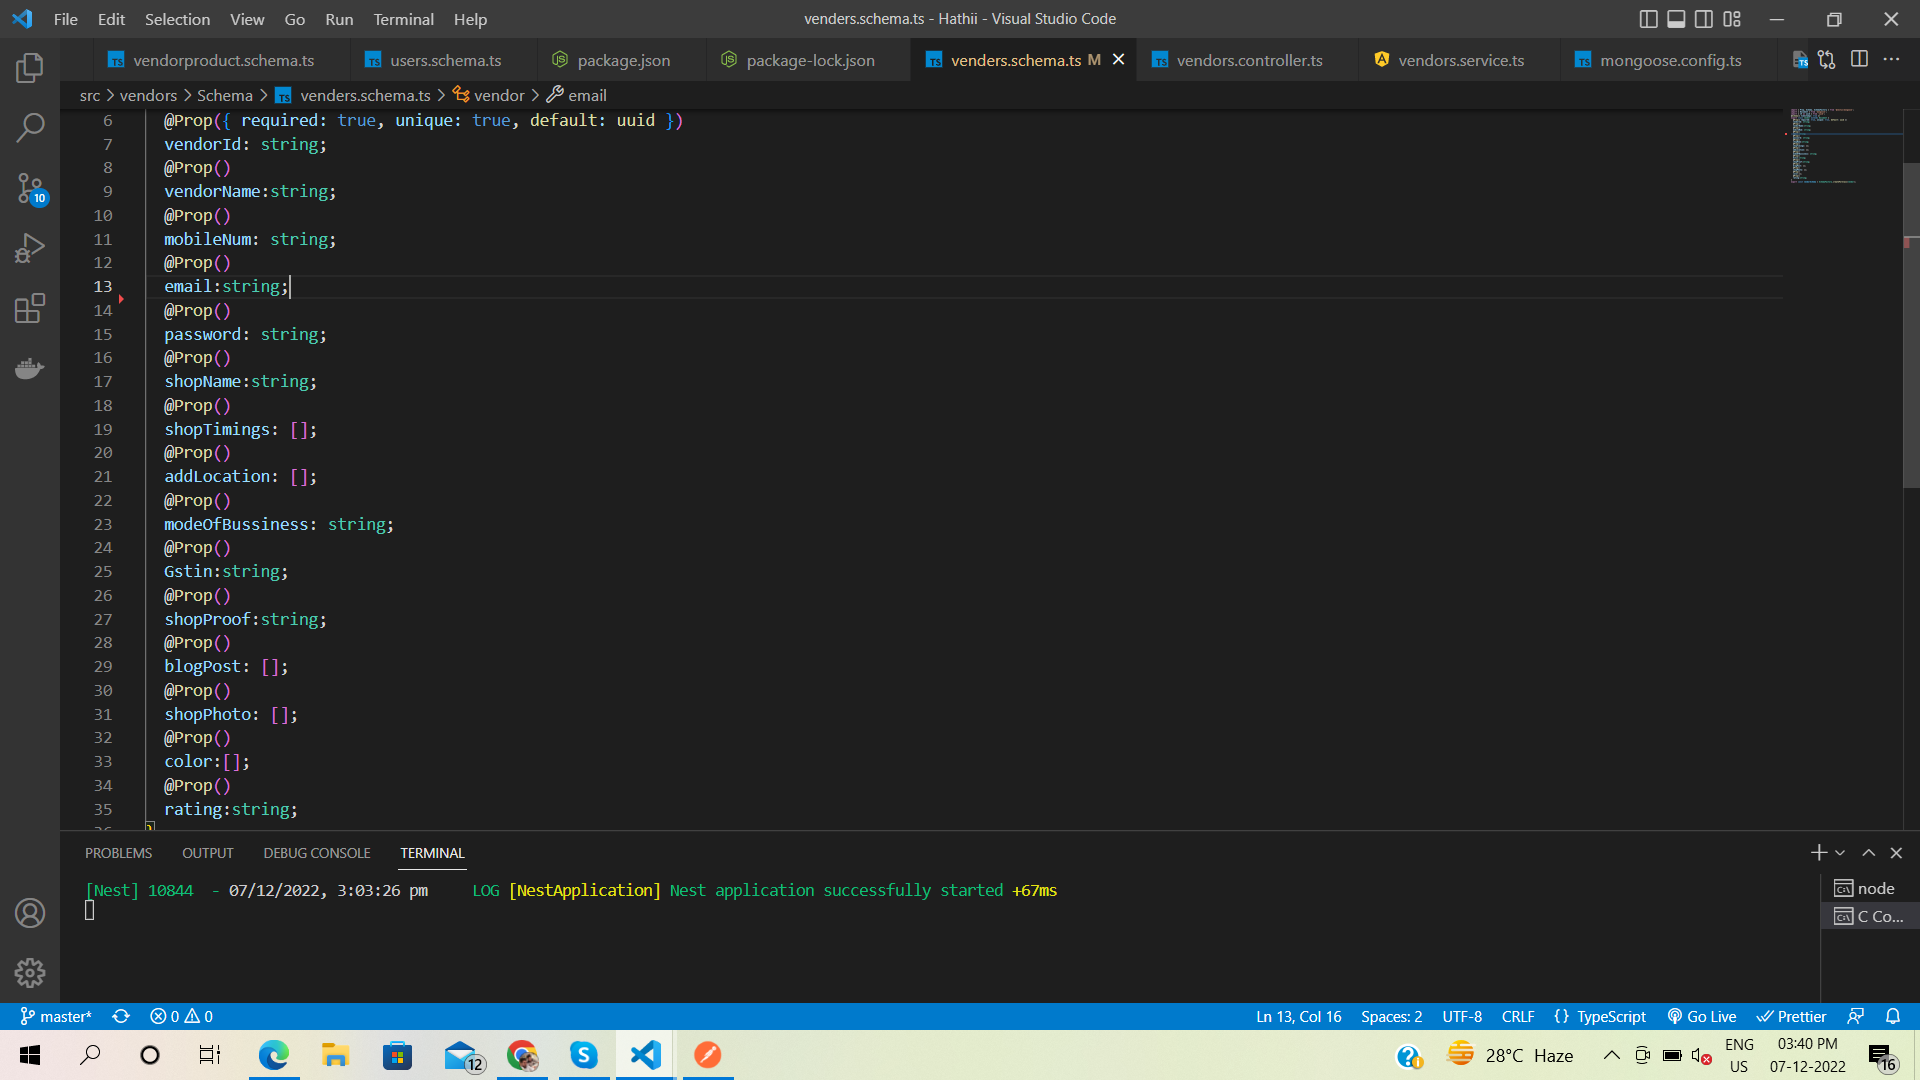 File Edit Selection View Go Run Terminal Help
venders.schema.ts - Hathii - Visual Studio Code
vendorproduct.schema.ts users.schema.ts package.json package-lock.json venders.schema.ts M vendors.controller.ts vendors.service.ts mongoose.config.ts
src > vendors > Schema > venders.schema.ts > vendor > email
6 @Prop({ required: true, unique: true, default: uuid })
7 vendorId: string;
8 @Prop()
9 vendorName:string;
10 @Prop()
11 mobileNum: string;
12 @Prop()
13 email:string;
14 @Prop()
15 password: string;
16 @Prop()
17 shopName:string;
18 @Prop()
19 shopTimings: [];
20 @Prop()
21 addLocation: [];
22 @Prop()
23 modeOfBussiness: string;
24 @Prop()
25 Gstin:string;
26 @Prop()
27 shopProof:string;
28 @Prop()
29 blogPost: [];
30 @Prop()
31 shopPhoto: [];
32 @Prop()
33 color:[];
34 @Prop()
35 rating:string;
36 }
10
PROBLEMS OUTPUT DEBUG CONSOLE TERMINAL
[Nest] 10844 - 07/12/2022, 3:03:26 pm LOG [NestApplication] Nest application successfully started +67ms
node
C Co...
master* 0 0 Ln 13, Col 16 Spaces: 2 UTF-8 CRLF {} TypeScript Go Live Prettier
12 28°C Haze ENG US 03:40 PM 07-12-2022 16